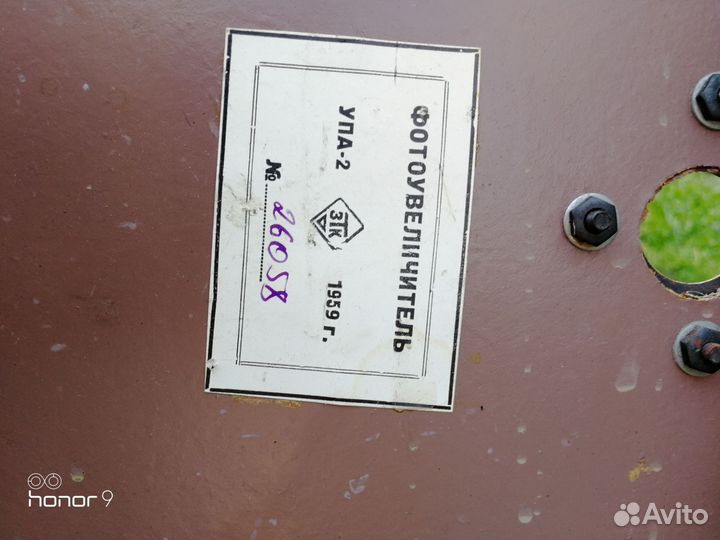 ФОТОУВЕЛИЧИТЕЛЬ
УПА-2 ЗТК 1959 г.
№ 26058
honor 9
Avito